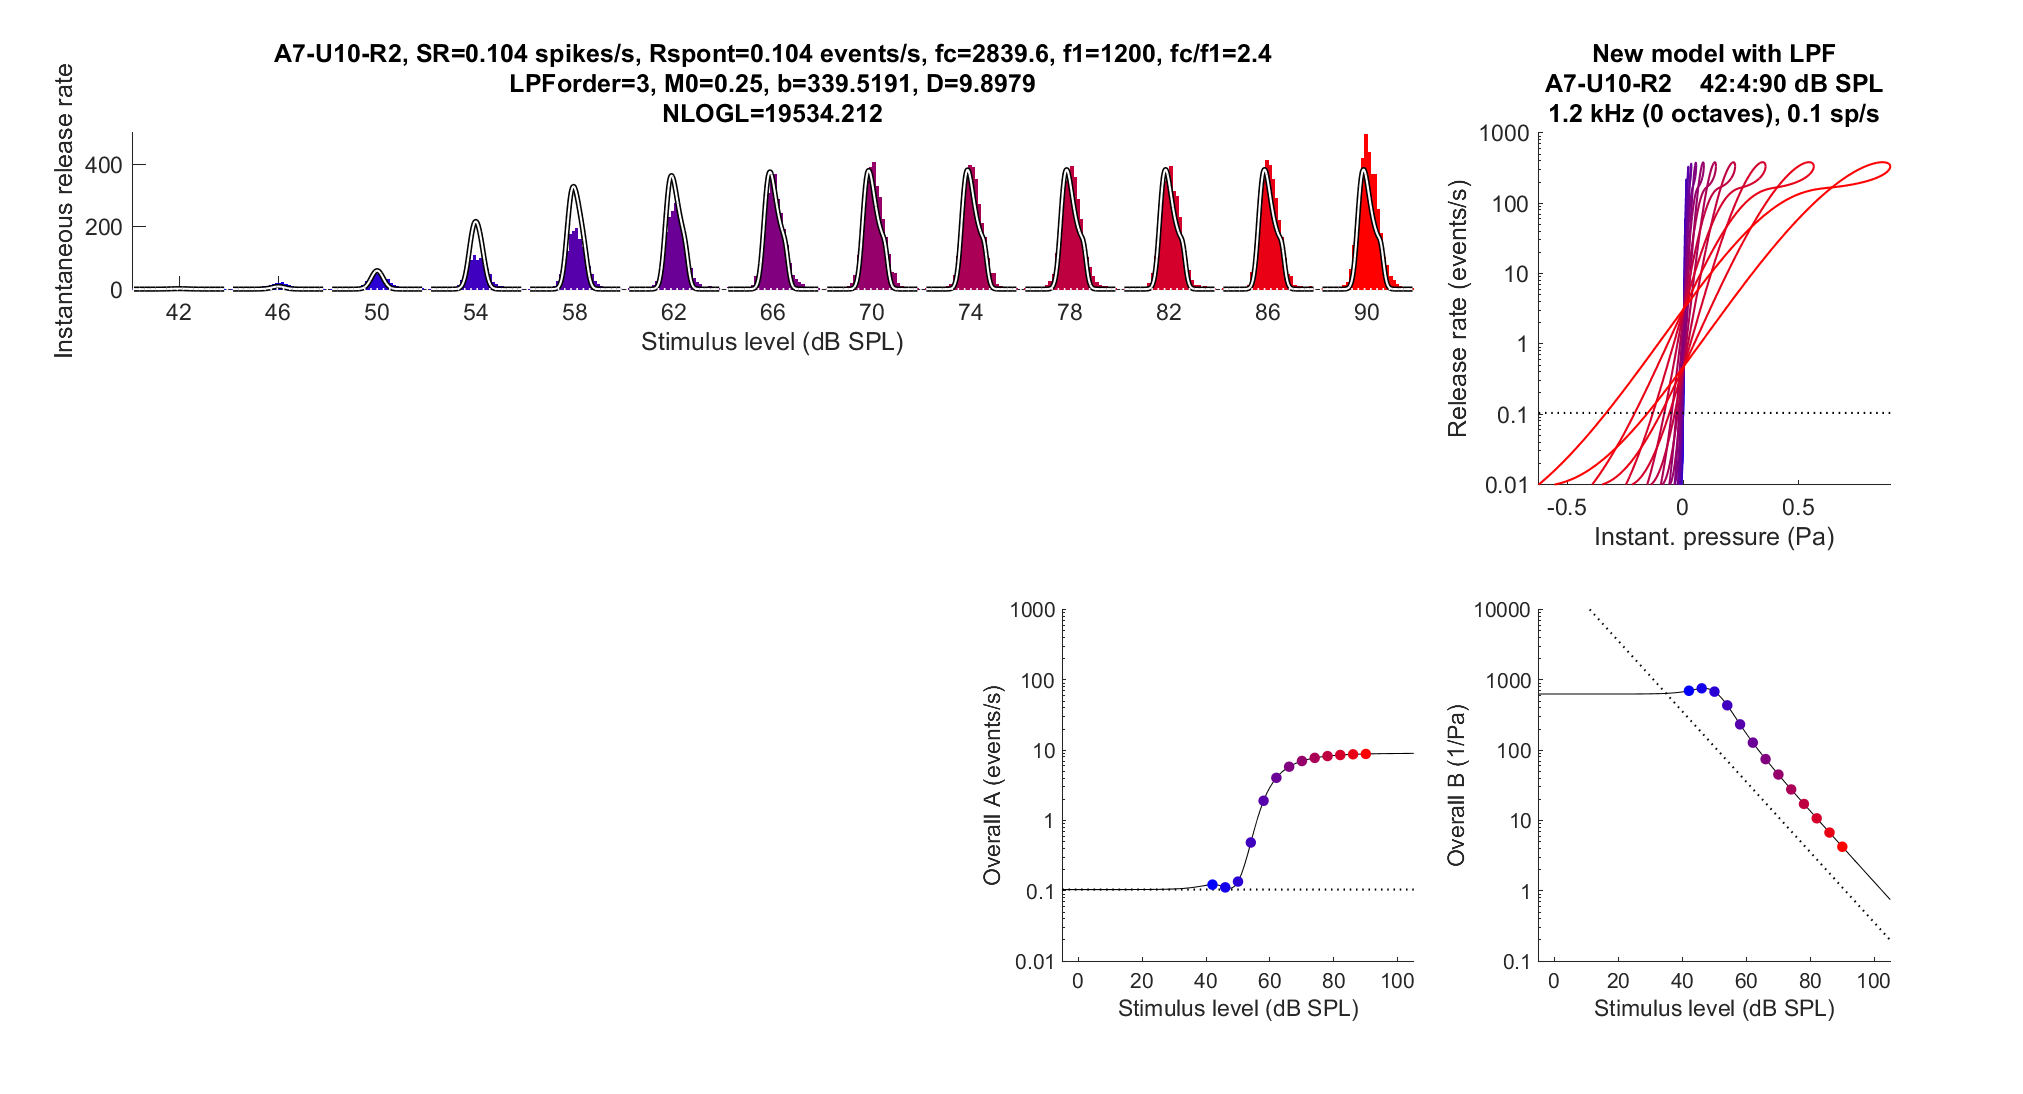 A7-U10-R2, SR=0.104 spikes/s, Rspont=0.104 events/s, fc=2839.6, f1=1200, fc/f1=2.4
LPForder=3, M0=0.25, b=339.5191, D=9.8979
NLOGL=19534.212
Instantaneous release rate
400
200
0
42 46 50 54 58 62 66 70 74 78 82 86 90
Stimulus level (dB SPL)
New model with LPF
A7-U10-R2 42:4:90 dB SPL
1.2 kHz (0 octaves), 0.1 sp/s
Release rate (events/s)
1000
100
10
1
0.1
0.01
-0.5 0 0.5
Instant. pressure (Pa)
Overall A (events/s)
1000
100
10
1
0.1
0.01
0 20 40 60 80 100
Stimulus level (dB SPL)
Overall B (1/Pa)
10000
1000
100
10
1
0.1
0 20 40 60 80 100
Stimulus level (dB SPL)